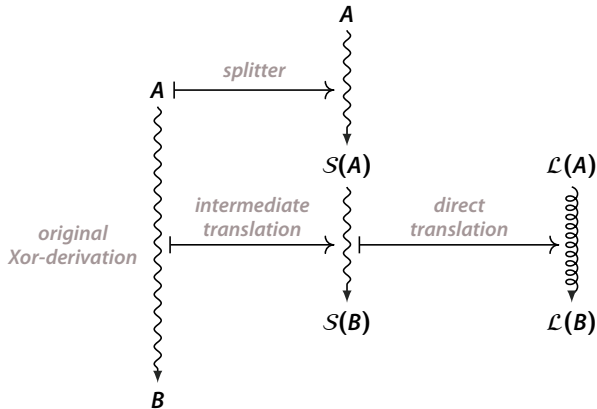 A
splitter
A
S(A)
L(A)
intermediate
translation
direct
translation
original
Xor-derivation
S(B)
L(B)
B